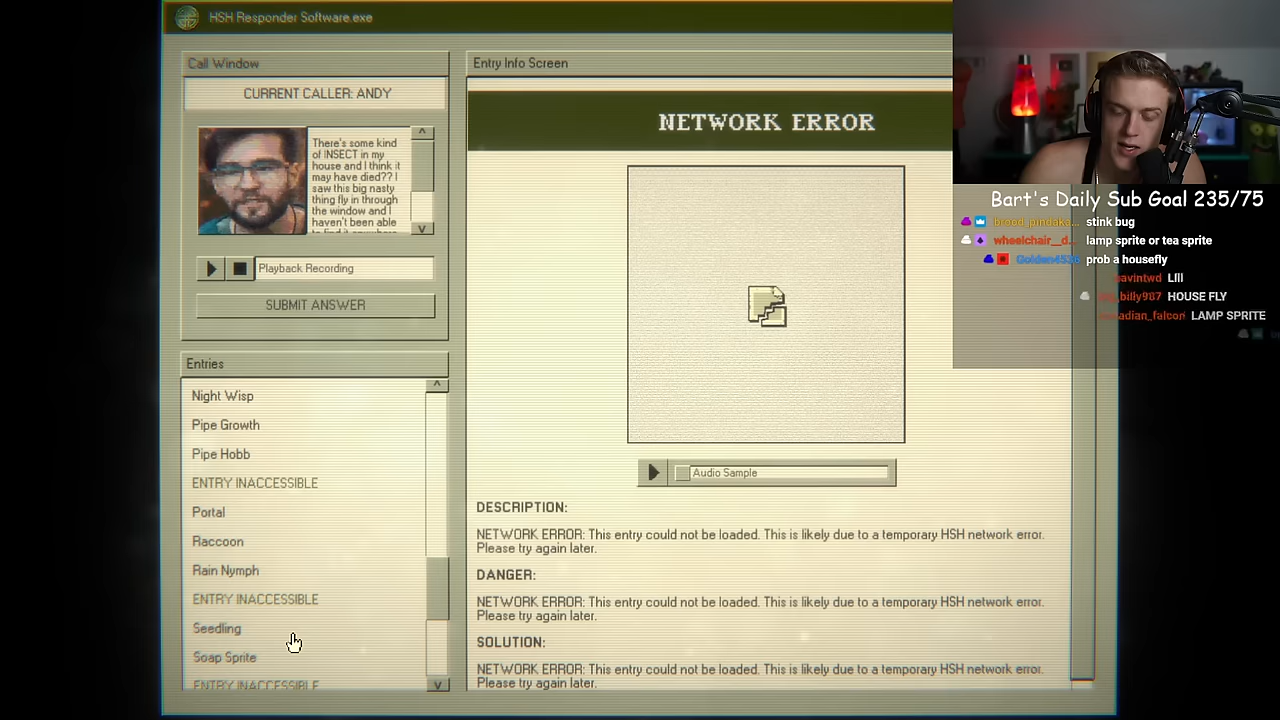 HSH Responder Software.exe
Call Window
CURRENT CALLER: ANDY
There's some kind
of INSECT in my
house and I think it
may have died?? I
saw this big nasty
thing fly in through
the window and I
haven't been able
Playback Recording
SUBMIT ANSWER
Entries
Night Wisp
Pipe Growth
Pipe Hobb
ENTRY INACCESSIBLE
Portal
Raccoon
Rain Nymph
ENTRY INACCESSIBLE
Seedling
Soap Sprite
ENTRY INACCESSIBLE
Entry Info Screen
NETWORK ERROR
Audio Sample
DESCRIPTION:
NETWORK ERROR: This entry could not be loaded. This is likely due to a temporary HSH network error.
Please try again later.
DANGER:
NETWORK ERROR: This entry could not be loaded. This is likely due to a temporary HSH network error.
Please try again later.
SOLUTION:
NETWORK ERROR: This entry could not be loaded. This is likely due to a temporary HSH network error.
Please try again later.
Bart's Daily Sub Goal 235/75
stink bug
wheelchair__d... lamp sprite or tea sprite
prob a housefly
HOUSE FLY
LAMP SPRITE